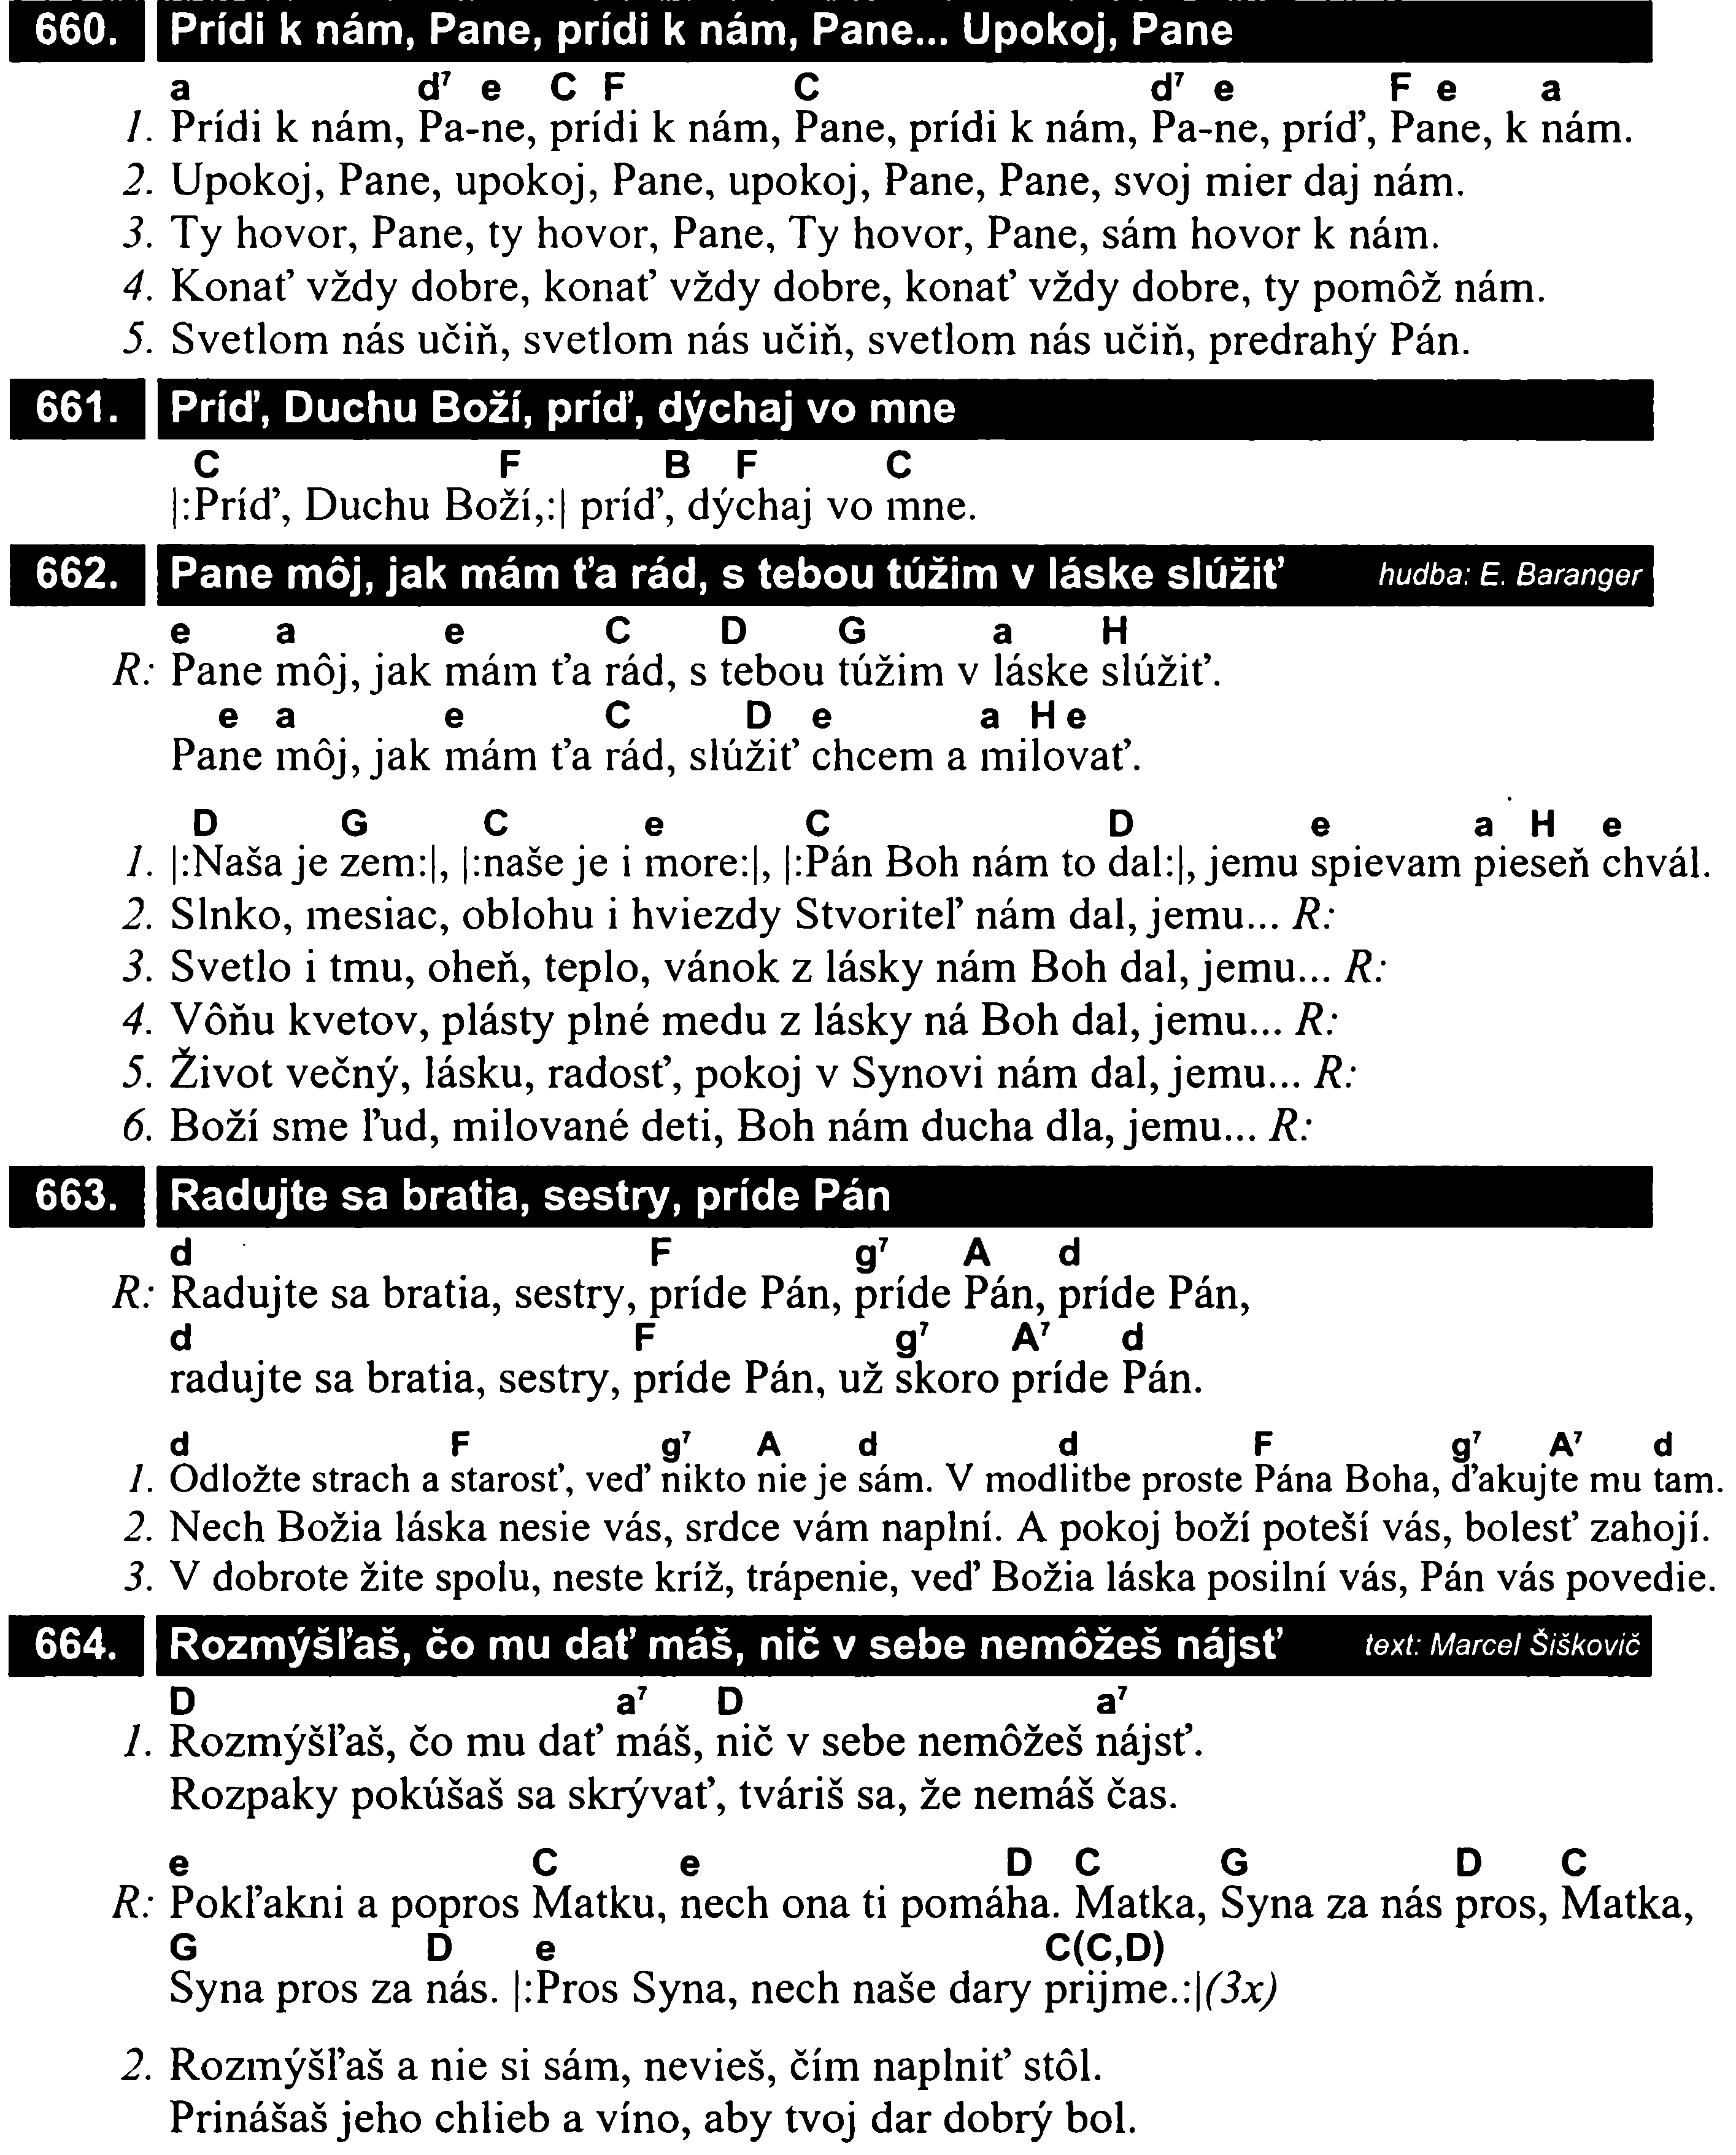 660. Prídi k nám, Pane, prídi k nám, Pane... Upokoj, Pane
a d⁷ e C F C d⁷ e F e a
1. Prídi k nám, Pa-ne, prídi k nám, Pane, prídi k nám, Pa-ne, príď, Pane, k nám.
2. Upokoj, Pane, upokoj, Pane, upokoj, Pane, Pane, svoj mier daj nám.
3. Ty hovor, Pane, ty hovor, Pane, Ty hovor, Pane, sám hovor k nám.
4. Konať vždy dobre, konať vždy dobre, konať vždy dobre, ty pomôž nám.
5. Svetlom nás učiň, svetlom nás učiň, svetlom nás učiň, predrahý Pán.
661. Príď, Duchu Boží, príď, dýchaj vo mne
C F B F C
|:Príď, Duchu Boží,:| príď, dýchaj vo mne.
662. Pane môj, jak mám ťa rád, s tebou túžim v láske slúžiť hudba: E. Baranger
e a e C D G a H
R: Pane môj, jak mám ťa rád, s tebou túžim v láske slúžiť.
e a e C D e a H e
Pane môj, jak mám ťa rád, slúžiť chcem a milovať.
D G C e C D e a H e
1. |:Naša je zem:|, |:naše je i more:|, |:Pán Boh nám to dal:|, jemu spievam pieseň chvál.
2. Slnko, mesiac, oblohu i hviezdy Stvoriteľ nám dal, jemu... R:
3. Svetlo i tmu, oheň, teplo, vánok z lásky nám Boh dal, jemu... R:
4. Vôňu kvetov, plásty plné medu z lásky ná Boh dal, jemu... R:
5. Život večný, lásku, radosť, pokoj v Synovi nám dal, jemu... R:
6. Boží sme ľud, milované deti, Boh nám ducha dla, jemu... R:
663. Radujte sa bratia, sestry, príde Pán
d F g⁷ A d
R: Radujte sa bratia, sestry, príde Pán, príde Pán, príde Pán,
d F g⁷ A⁷ d
radujte sa bratia, sestry, príde Pán, už skoro príde Pán.
d F g⁷ A d d F g⁷ A⁷ d
1. Odložte strach a starosť, veď nikto nie je sám. V modlitbe proste Pána Boha, ďakujte mu tam.
2. Nech Božia láska nesie vás, srdce vám naplní. A pokoj boží poteší vás, bolesť zahojí.
3. V dobrote žite spolu, neste kríž, trápenie, veď Božia láska posilní vás, Pán vás povedie.
664. Rozmýšľaš, čo mu dať máš, nič v sebe nemôžeš nájsť text: Marcel Šiškovič
D a⁷ D a⁷
1. Rozmýšľaš, čo mu dať máš, nič v sebe nemôžeš nájsť.
Rozpaky pokúšaš sa skrývať, tváriš sa, že nemáš čas.
e C e D C G D C
R: Pokľakni a popros Matku, nech ona ti pomáha. Matka, Syna za nás pros, Matka,
G D e C(C,D)
Syna pros za nás. |:Pros Syna, nech naše dary prijme.:|(3x)
2. Rozmýšľaš a nie si sám, nevieš, čím naplniť stôl.
Prinášaš jeho chlieb a víno, aby tvoj dar dobrý bol.